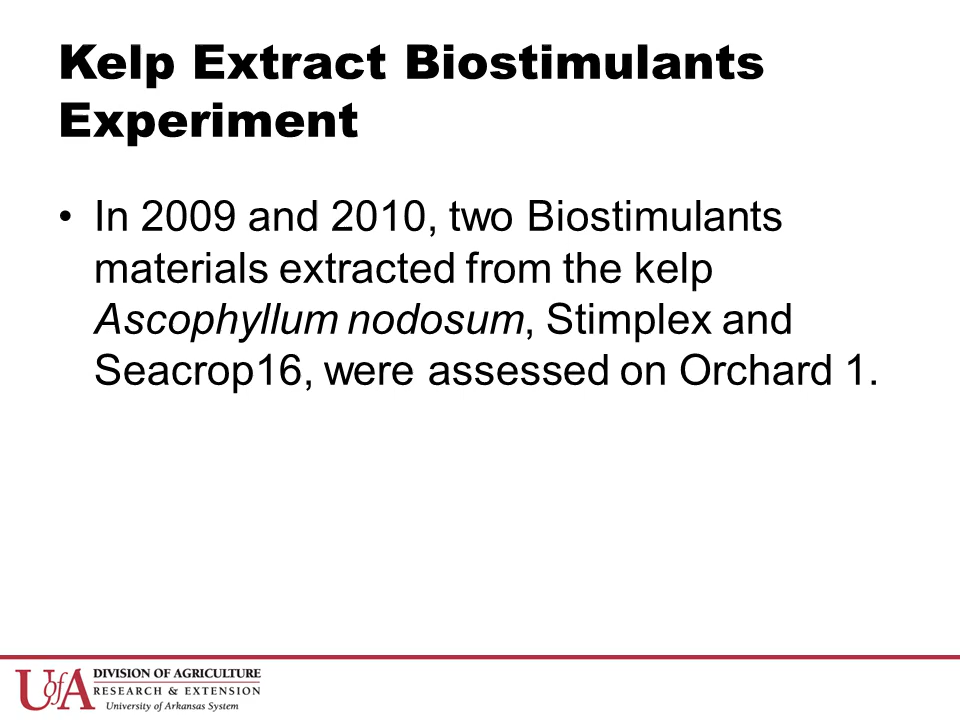 Kelp Extract Biostimulants
Experiment
• In 2009 and 2010, two Biostimulants
materials extracted from the kelp
Ascophyllum nodosum, Stimplex and
Seacrop16, were assessed on Orchard 1.
UofA DIVISION OF AGRICULTURE
RESEARCH & EXTENSION
University of Arkansas System